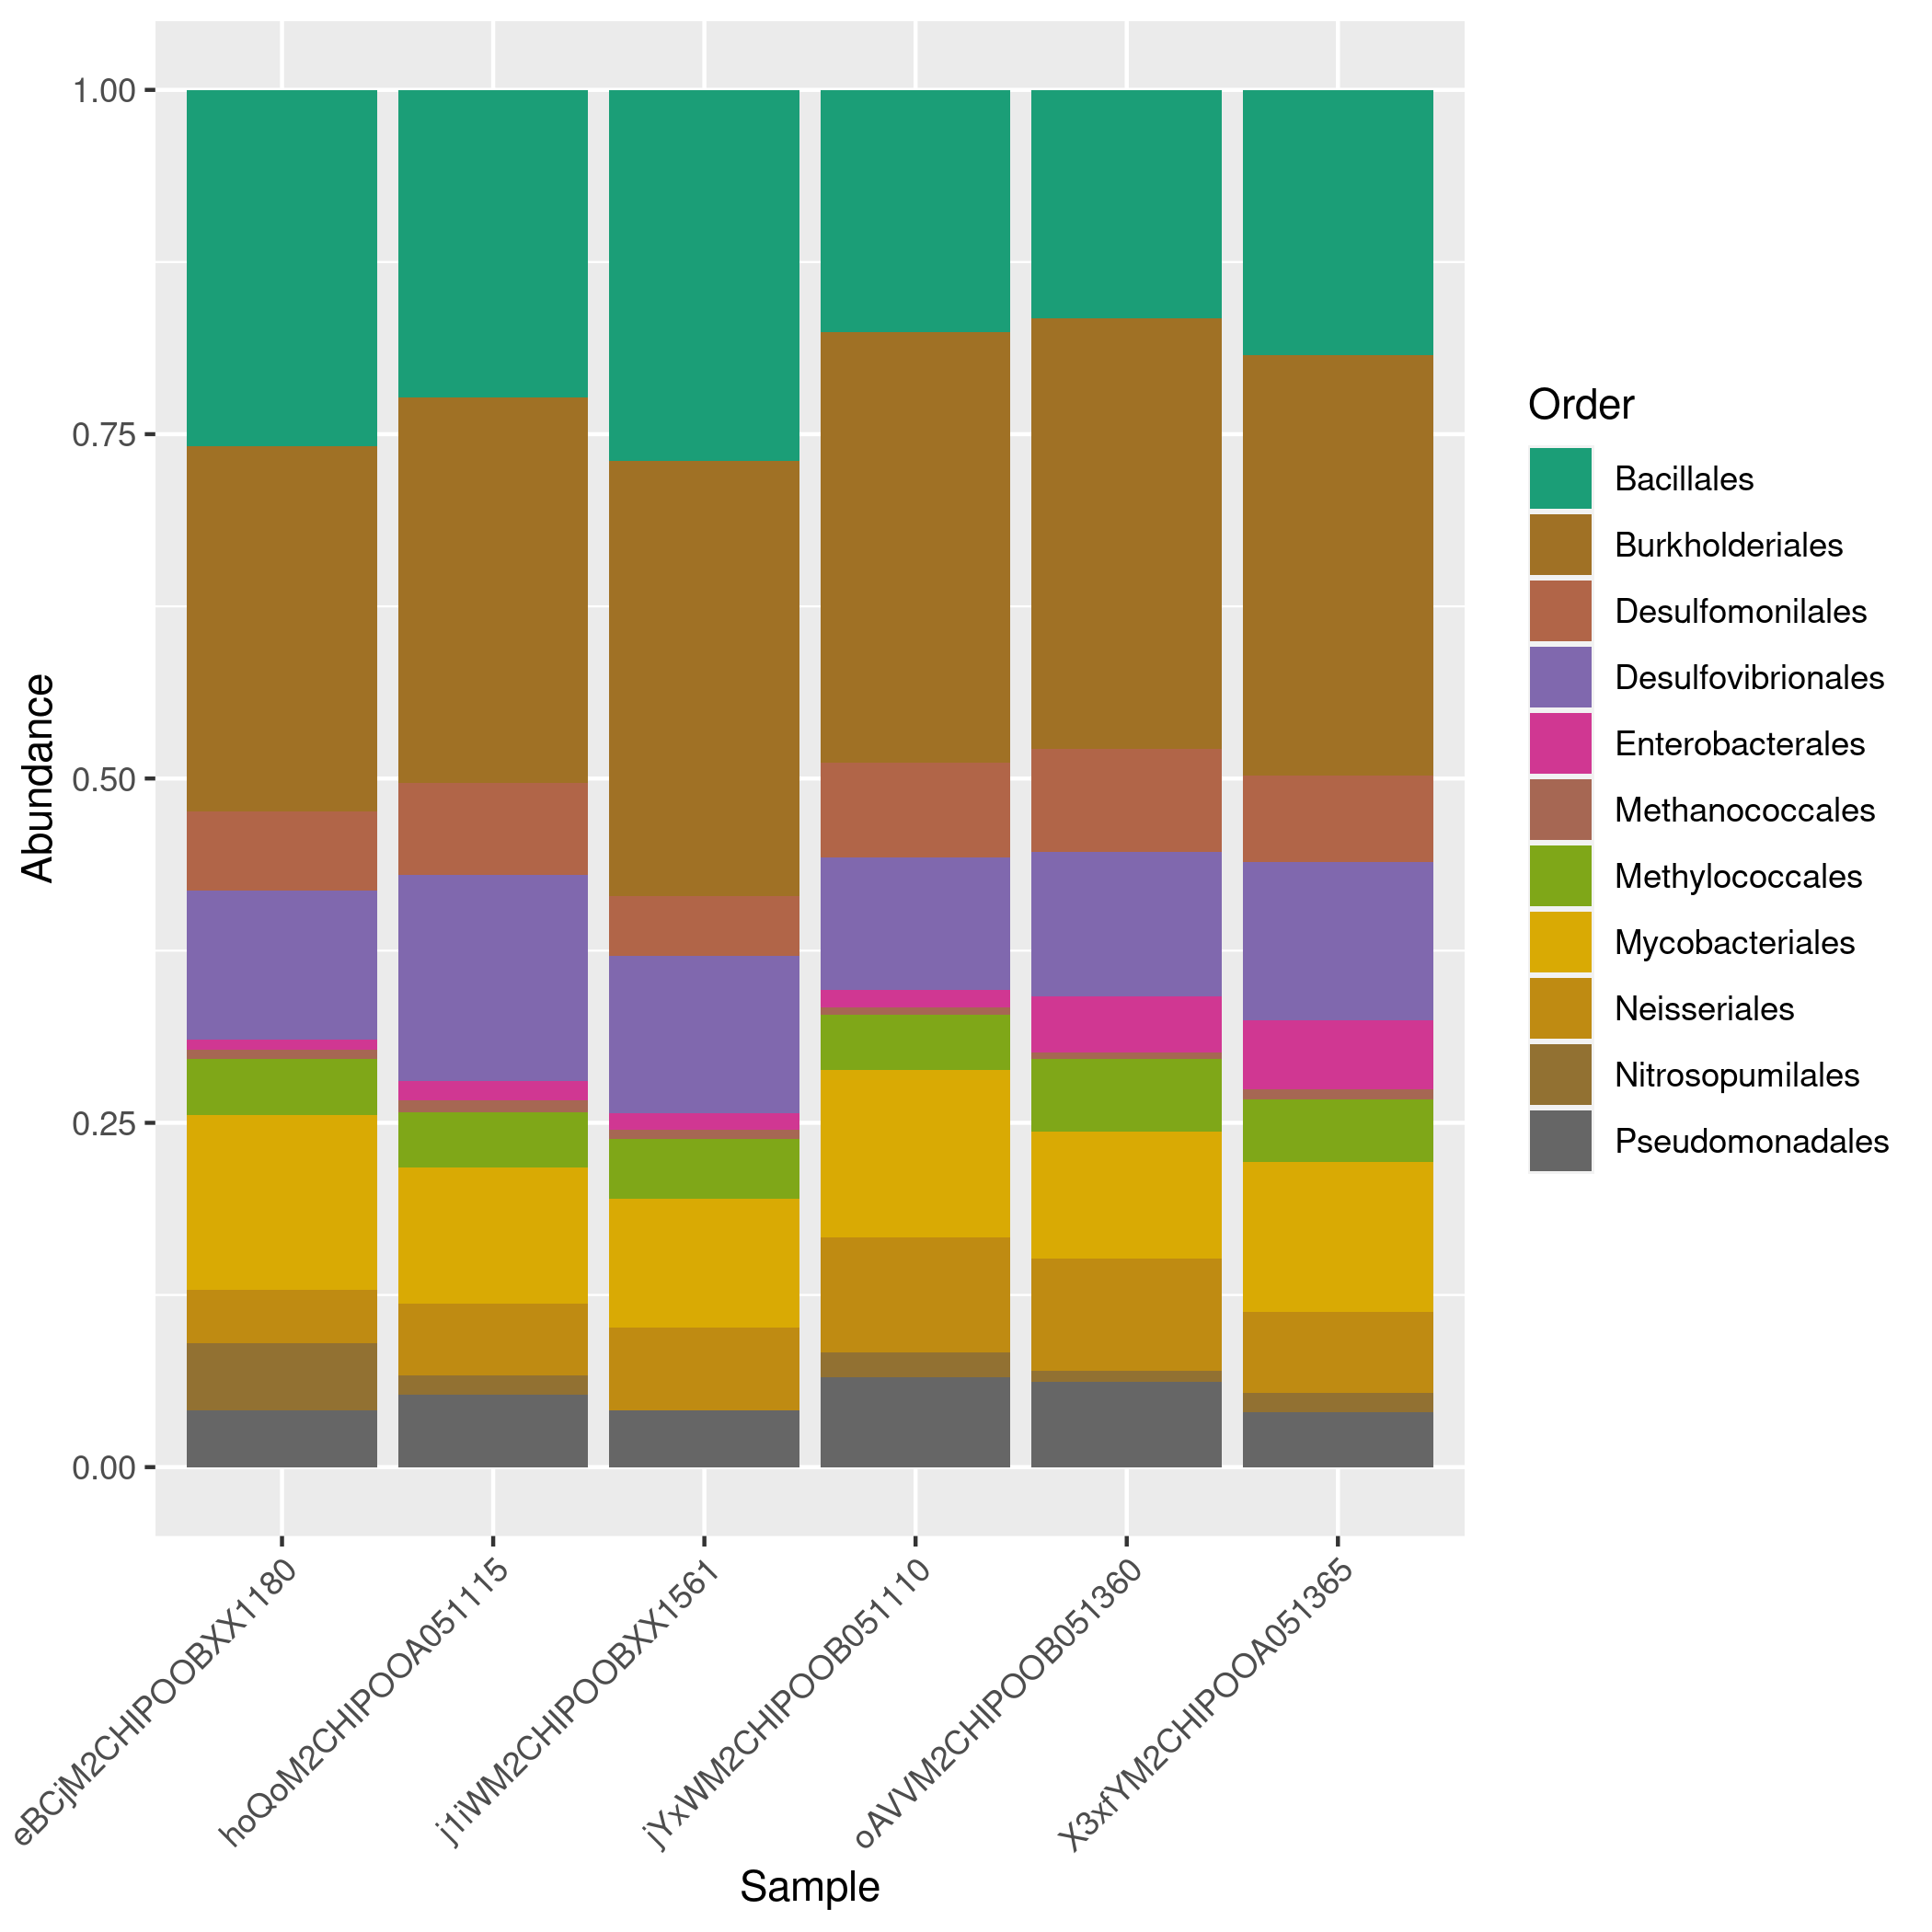 Abundance
1.00
0.75
0.50
0.25
0.00
eBCjM2CHIPOOBXX1180
hoQoM2CHIPOOA051115
j1iWM2CHIPOOBXX1561
jYxWM2CHIPOOB051110
oAVVM2CHIPOOB051360
X3xfYM2CHIPOOA051365
Sample
Order
Bacillales
Burkholderiales
Desulfomonilales
Desulfovibrionales
Enterobacterales
Methanococcales
Methylococcales
Mycobacteriales
Neisseriales
Nitrosopumilales
Pseudomonadales